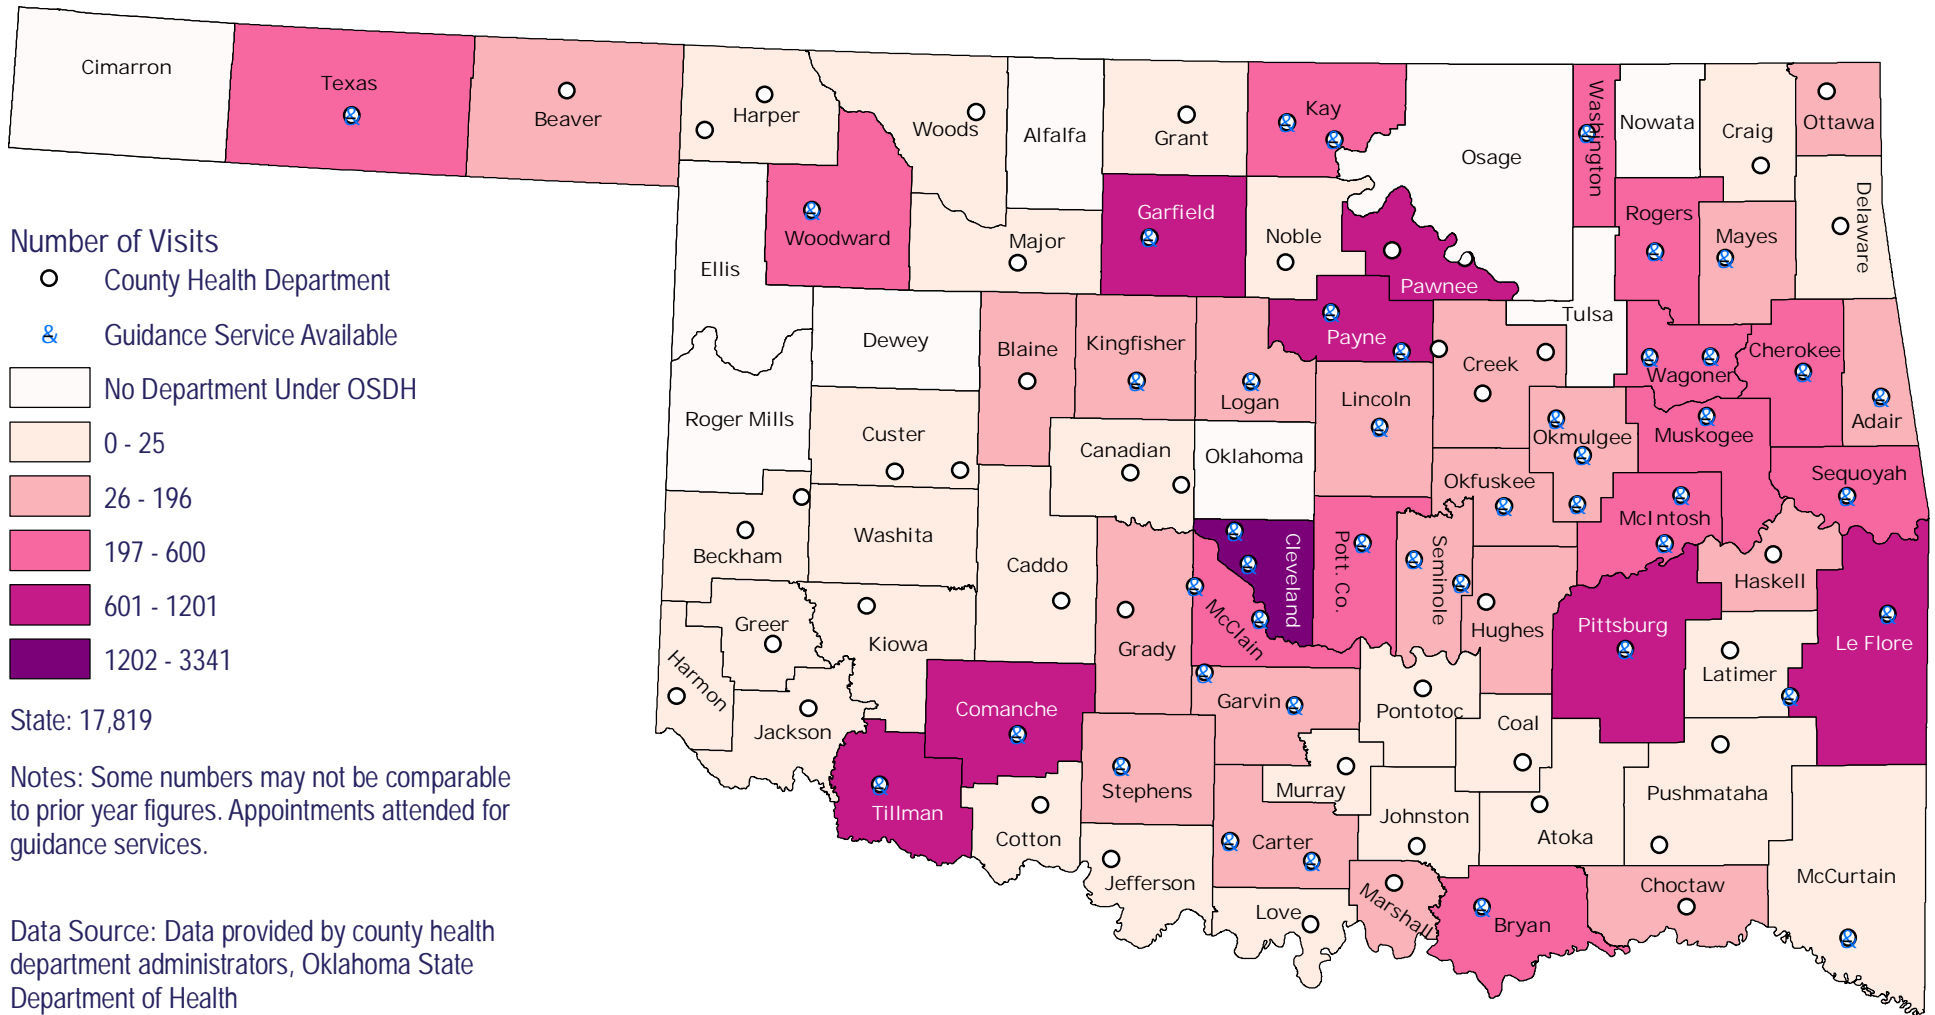 Cimarron
Texas
Beaver
Harper
Woods
Alfalfa
Grant
Kay
Osage
Washington
Nowata
Craig
Ottawa
Delaware
Ellis
Woodward
Major
Garfield
Noble
Pawnee
Rogers
Mayes
Tulsa
Dewey
Blaine
Kingfisher
Logan
Payne
Creek
Wagoner
Cherokee
Adair
Roger Mills
Custer
Canadian
Oklahoma
Lincoln
Okmulgee
Muskogee
Sequoyah
Okfuskee
McIntosh
Beckham
Washita
Caddo
Grady
McClain
Cleveland
Pott. Co.
Seminole
Hughes
Haskell
Pittsburg
Latimer
Le Flore
Harmon
Greer
Kiowa
Jackson
Comanche
Tillman
Cotton
Stephens
Garvin
Pontotoc
Coal
Murray
Johnston
Atoka
Pushmataha
McCurtain
Jefferson
Carter
Love
Marshall
Bryan
Choctaw
Number of Visits
County Health Department
& Guidance Service Available
No Department Under OSDH
0 - 25
26 - 196
197 - 600
601 - 1201
1202 - 3341
State: 17,819
Notes: Some numbers may not be comparable
to prior year figures. Appointments attended for
guidance services.
Data Source: Data provided by county health
department administrators, Oklahoma State
Department of Health